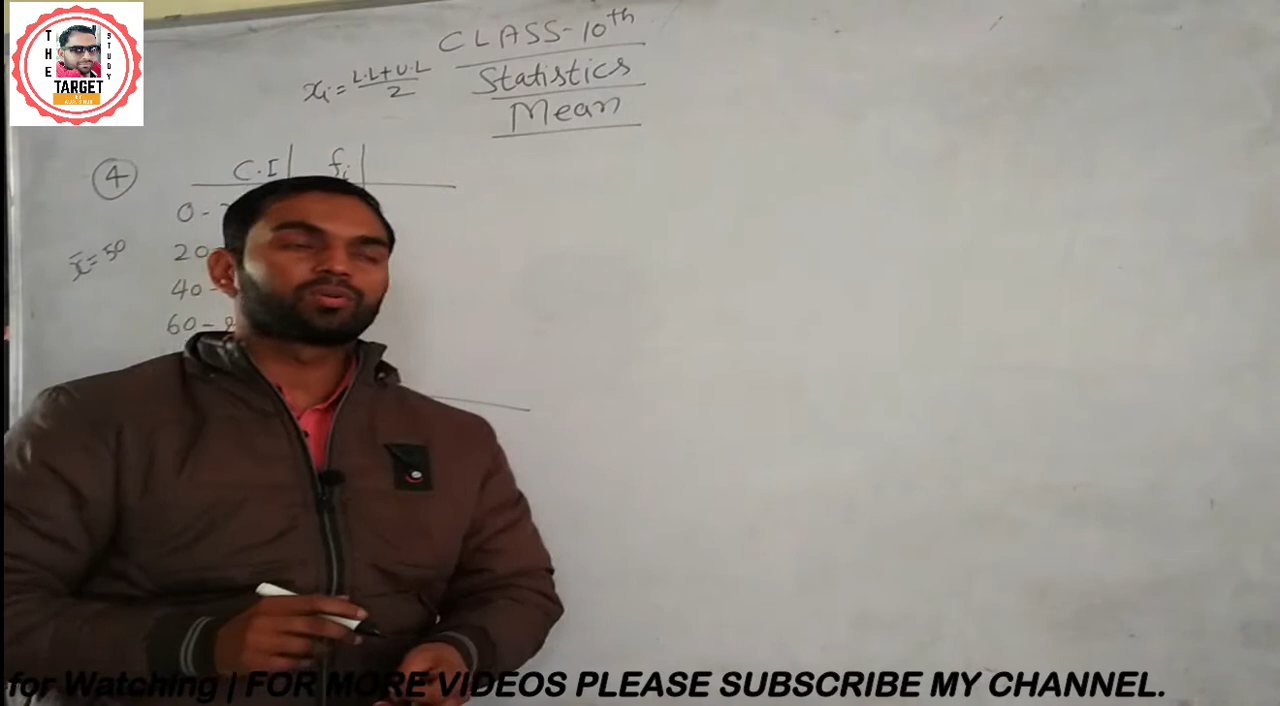 THE STUDY
TARGET
CLASS-10th
Statistics
Mean
xi = L.L+U.L / 2
④
C.I | fi |
0-
x̄=50
20-
40-
60-8
for Watching | FOR MORE VIDEOS PLEASE SUBSCRIBE MY CHANNEL.